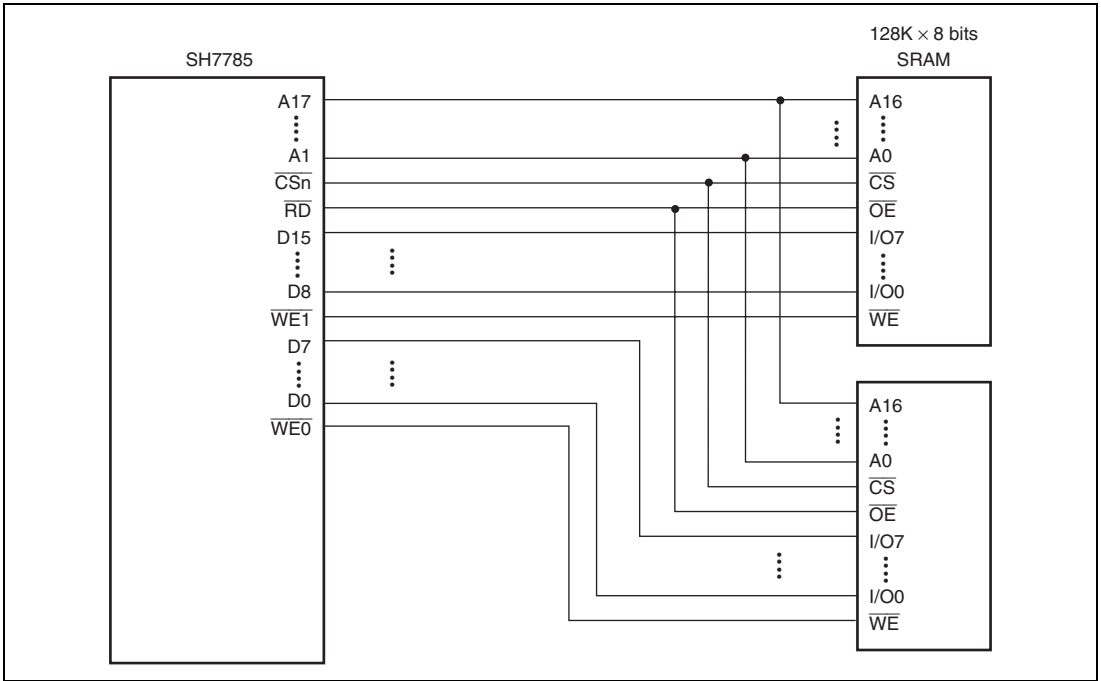 128K × 8 bits
SH7785
SRAM
A17
A1
CSn
RD
D15
D8
WE1
D7
D0
WE0
A16
A0
CS
OE
I/O7
I/O0
WE
A16
A0
CS
OE
I/O7
I/O0
WE